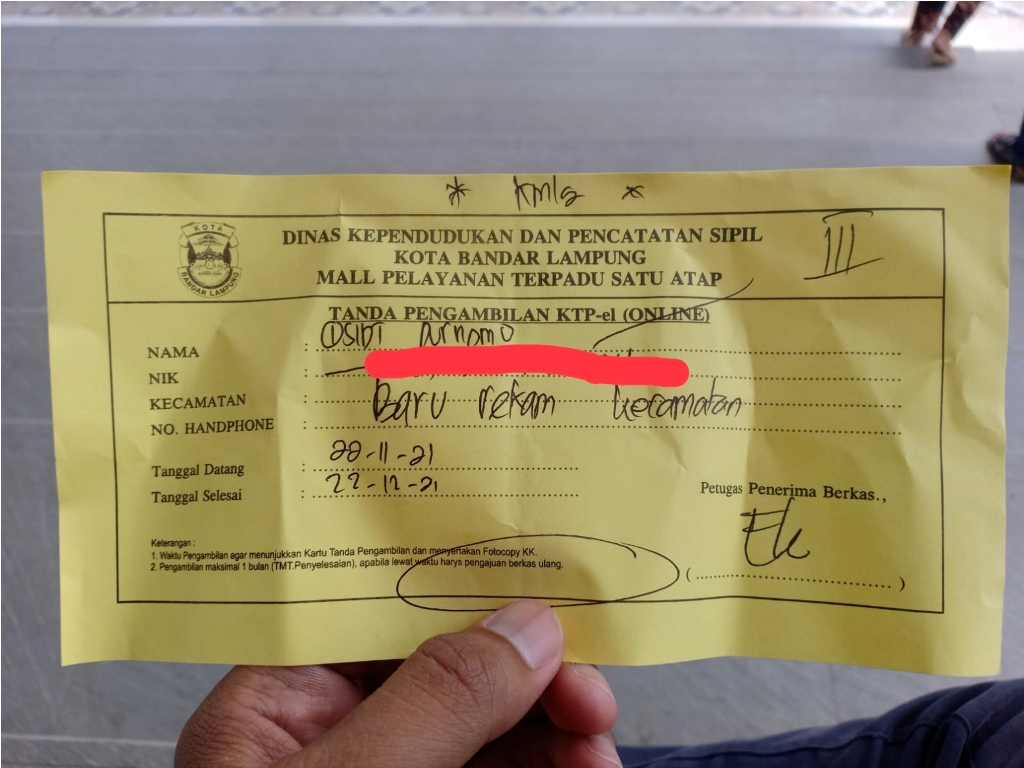 * Kmls *
KOTA
BANDAR LAMPUNG
DINAS KEPENDUDUKAN DAN PENCATATAN SIPIL
KOTA BANDAR LAMPUNG
MALL PELAYANAN TERPADU SATU ATAP
III
TANDA PENGAMBILAN KTP-el (ONLINE)
NAMA : Purnomo
NIK :
KECAMATAN : Baru rekam kecamatan
NO. HANDPHONE :
Tanggal Datang : 22-11-21
Tanggal Selesai : 22-12-21
Petugas Penerima Berkas.,
Keterangan :
1. Waktu Pengambilan agar menunjukkan Kartu Tanda Pengambilan dan menyertakan Fotocopy KK.
2. Pengambilan maksimal 1 bulan (TMT.Penyelesaian), apabila lewat waktu harys pengajuan berkas ulang.
(......................................)